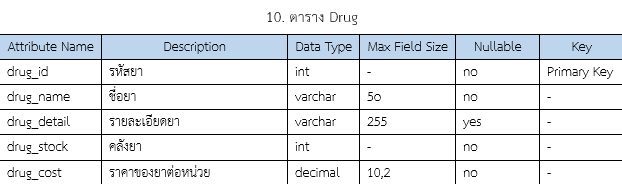 10. ตาราง Drug
Attribute Name Description Data Type Max Field Size Nullable Key
drug_id รหัสยา int - no Primary Key
drug_name ชื่อยา varchar 5o no -
drug_detail รายละเอียดยา varchar 255 yes -
drug_stock คลังยา int - no -
drug_cost ราคาของยาต่อหน่วย decimal 10,2 no -